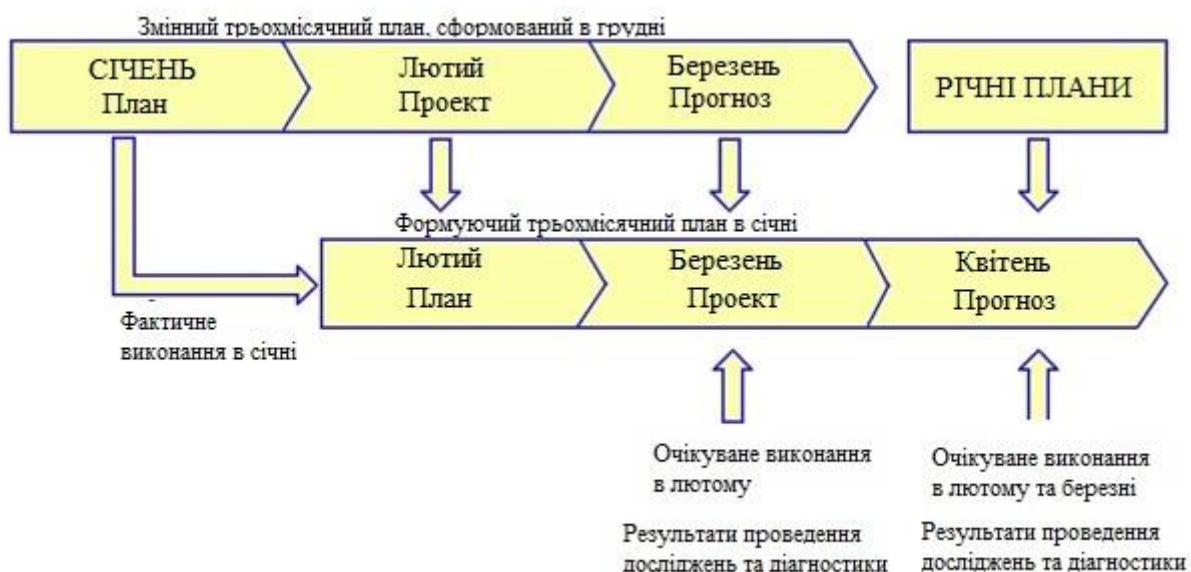 Змінний трьохмісячний план, сформований в грудні
СІЧЕНЬ
План
Лютий
Проект
Березень
Прогноз
РІЧНІ ПЛАНИ
Формуючий трьохмісячний план в січні
Лютий
План
Березень
Проект
Квітень
Прогноз
Фактичне
виконання в січні
Очікуване виконання
в лютому
Результати проведення
досліджень та діагностики
Очікуване виконання
в лютому та березні
Результати проведення
досліджень та діагностики